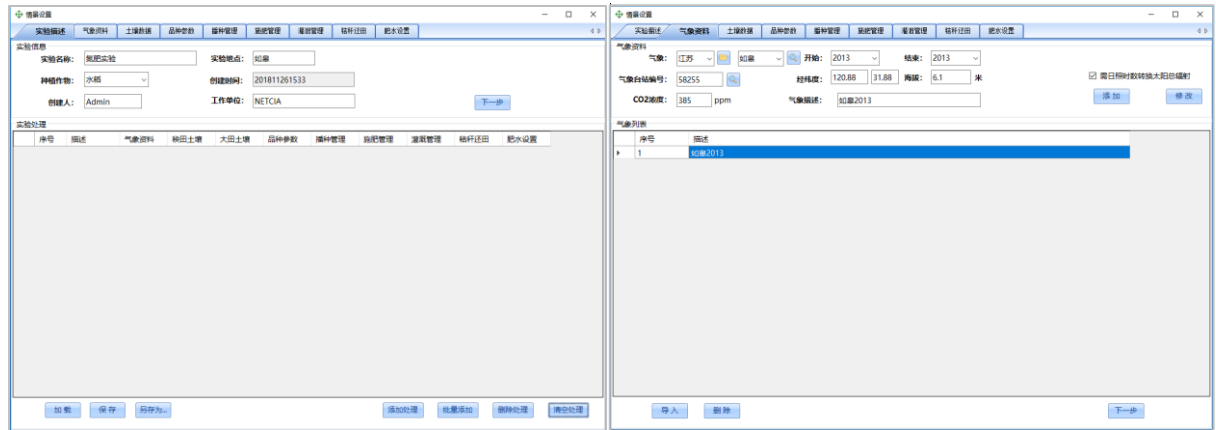 情景设置
实验描述 气象资料 土壤数据 品种参数 播种管理 施肥管理 灌溉管理 秸秆还田 肥水设置
实验信息
实验名称: 氮肥实验 实验地点: 如皋
种植作物: 水稻 创建时间: 201811261533
创建人: Admin 工作单位: NETCIA
下一步
实验处理
序号 描述 气象资料 秧田土壤 大田土壤 品种参数 播种管理 施肥管理 灌溉管理 秸秆还田 肥水设置
加载 保存 另存为... 添加处理 批量添加 删除处理 清空处理
情景设置
实验描述 气象资料 土壤数据 品种参数 播种管理 施肥管理 灌溉管理 秸秆还田 肥水设置
气象资料
气象: 江苏 如皋 开始: 2013 结束: 2013
气象台站编号: 58255 经纬度: 120.88 31.88 海拔: 6.1 米 需日照时数转换太阳总辐射
CO2浓度: 385 ppm 气象描述: 如皋2013 添加 修改
气象列表
序号 描述
1 如皋2013
导入 删除 下一步